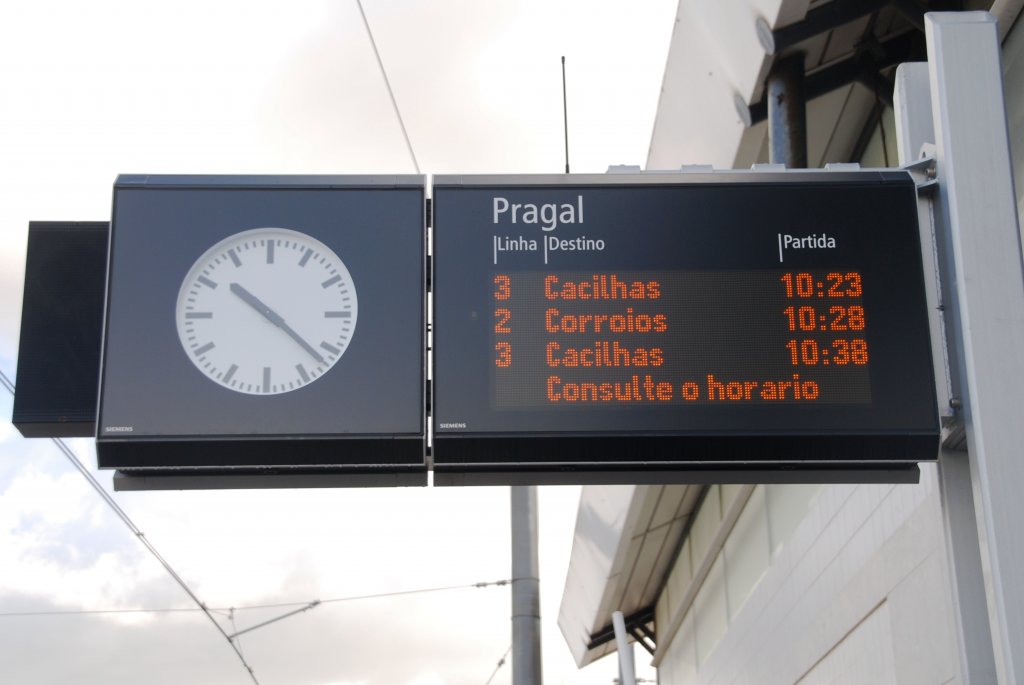 Pragal
Linha Destino Partida
3 Cacilhas 10:23
2 Corroios 10:28
3 Cacilhas 10:38
Consulte o horario
SIEMENS SIEMENS